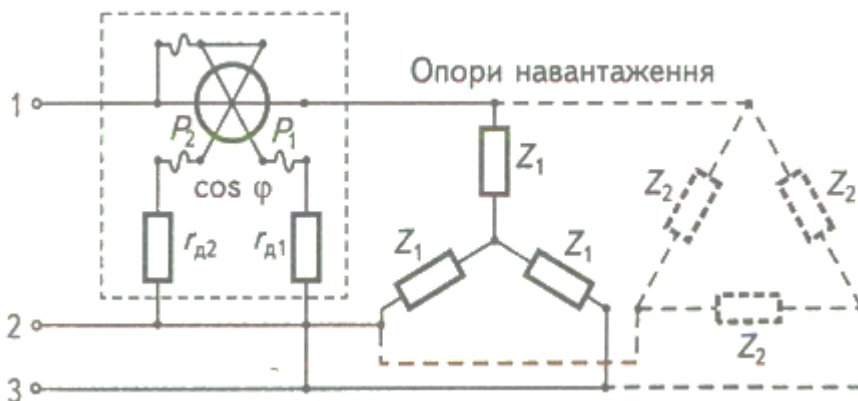 Опори навантаження
1
P₂
P₁
cos φ
rд2
rд1
Z₁
Z₁
Z₁
Z₂
Z₂
Z₂
2
3